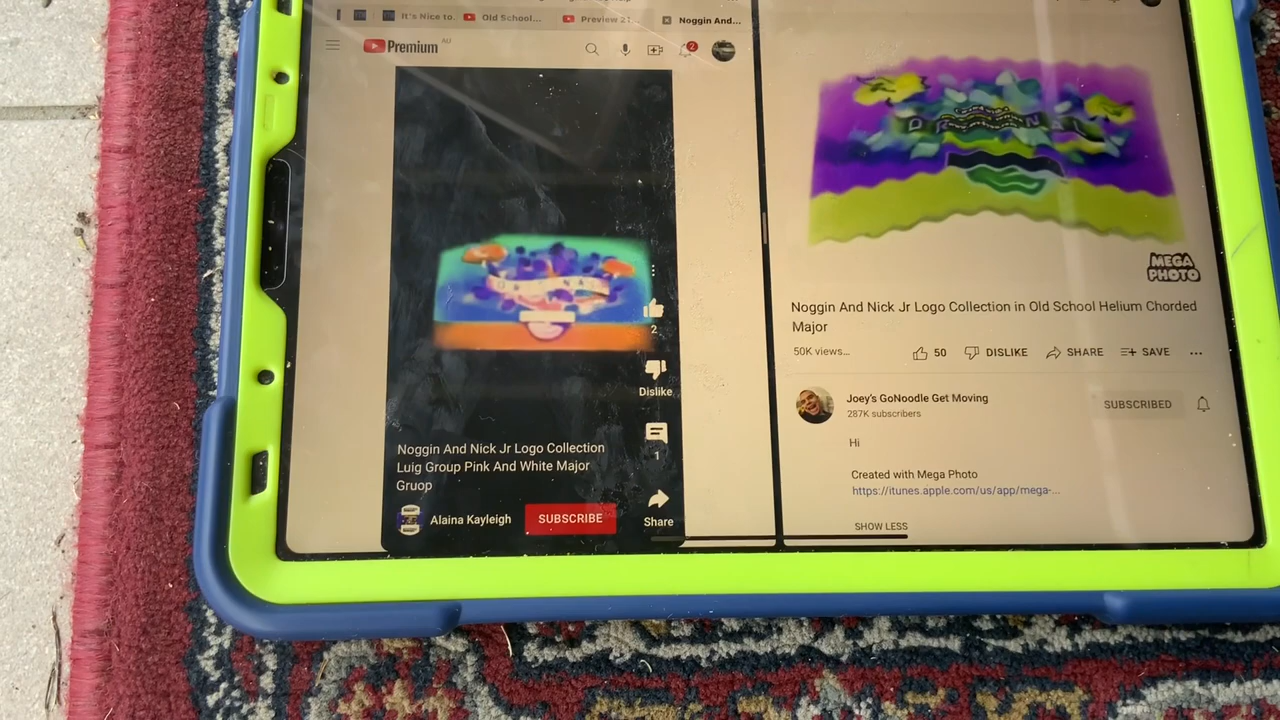 It's Nice to.
Old School...
Preview 21...
Noggin And...
Premium AU
2
ORIGINAL
2
Dislike
1
Noggin And Nick Jr Logo Collection
Luig Group Pink And White Major
Gruop
Alaina Kayleigh
SUBSCRIBE
Share
MEGA
PHOTO
Noggin And Nick Jr Logo Collection in Old School Helium Chorded
Major
50K views...
50
DISLIKE
SHARE
SAVE
Joey's GoNoodle Get Moving
287K subscribers
SUBSCRIBED
Hi
Created with Mega Photo
https://itunes.apple.com/us/app/mega-...
SHOW LESS